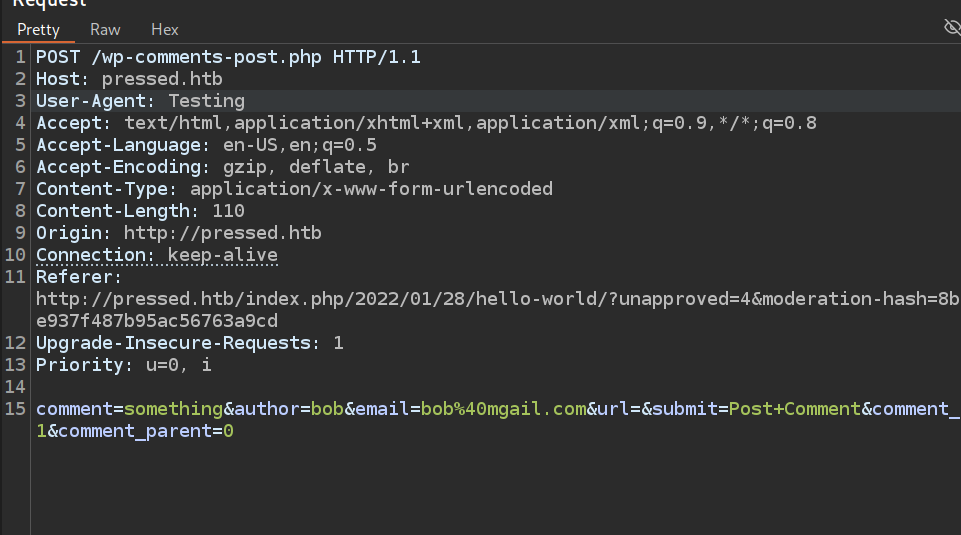 Request
Pretty Raw Hex
1 POST /wp-comments-post.php HTTP/1.1
2 Host: pressed.htb
3 User-Agent: Testing
4 Accept: text/html,application/xhtml+xml,application/xml;q=0.9,*/*;q=0.8
5 Accept-Language: en-US,en;q=0.5
6 Accept-Encoding: gzip, deflate, br
7 Content-Type: application/x-www-form-urlencoded
8 Content-Length: 110
9 Origin: http://pressed.htb
10 Connection: keep-alive
11 Referer:
http://pressed.htb/index.php/2022/01/28/hello-world/?unapproved=4&moderation-hash=8b
e937f487b95ac56763a9cd
12 Upgrade-Insecure-Requests: 1
13 Priority: u=0, i
14
15 comment=something&author=bob&email=bob%40mgail.com&url=&submit=Post+Comment&comment_
1&comment_parent=0